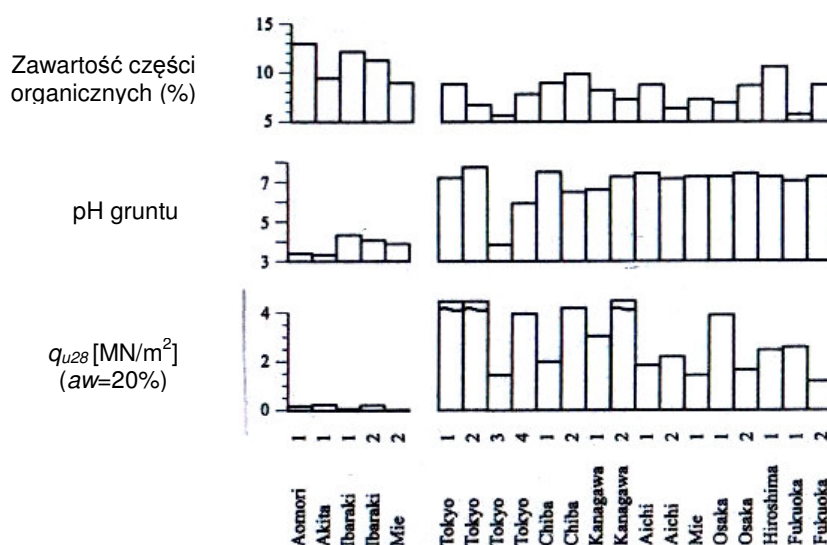 Zawartość części
organicznych (%)
15
10
5
pH gruntu
7
5
3
qu28 [MN/m²]
(aw=20%)
4
2
0
1 1 1 2 2 1 2 3 4 1 2 1 2 1 2 1 1 2 1 1 2
Aomori Akita Ibaraki Ibaraki Mie Tokyo Tokyo Tokyo Tokyo Chiba Chiba Kanagawa Kanagawa Aichi Aichi Mie Osaka Osaka Hiroshima Fukuoka Fukuoka